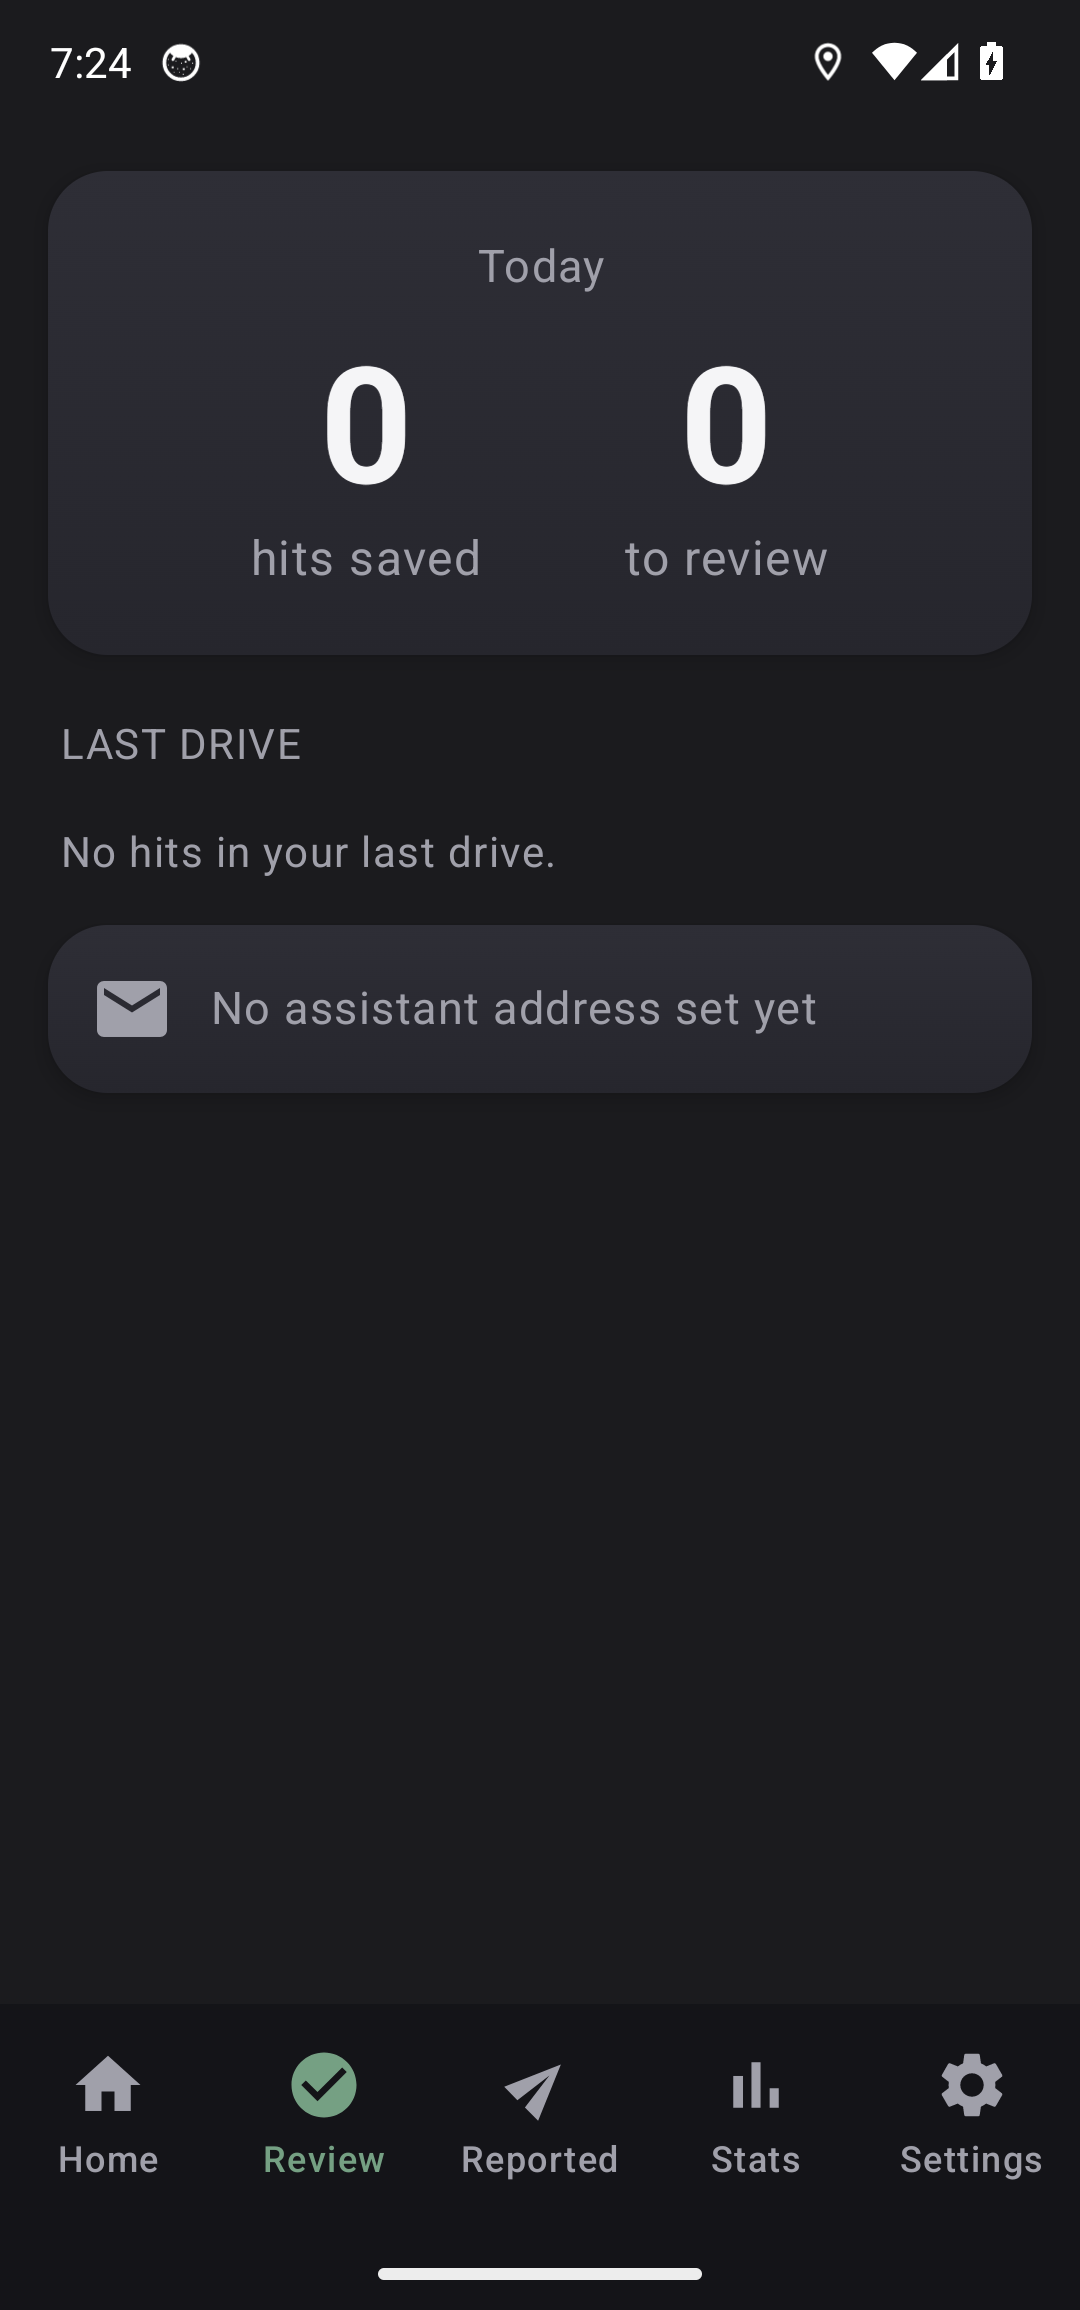 7:24
Today
0 0
hits saved to review
LAST DRIVE
No hits in your last drive.
No assistant address set yet
Home Review Reported Stats Settings